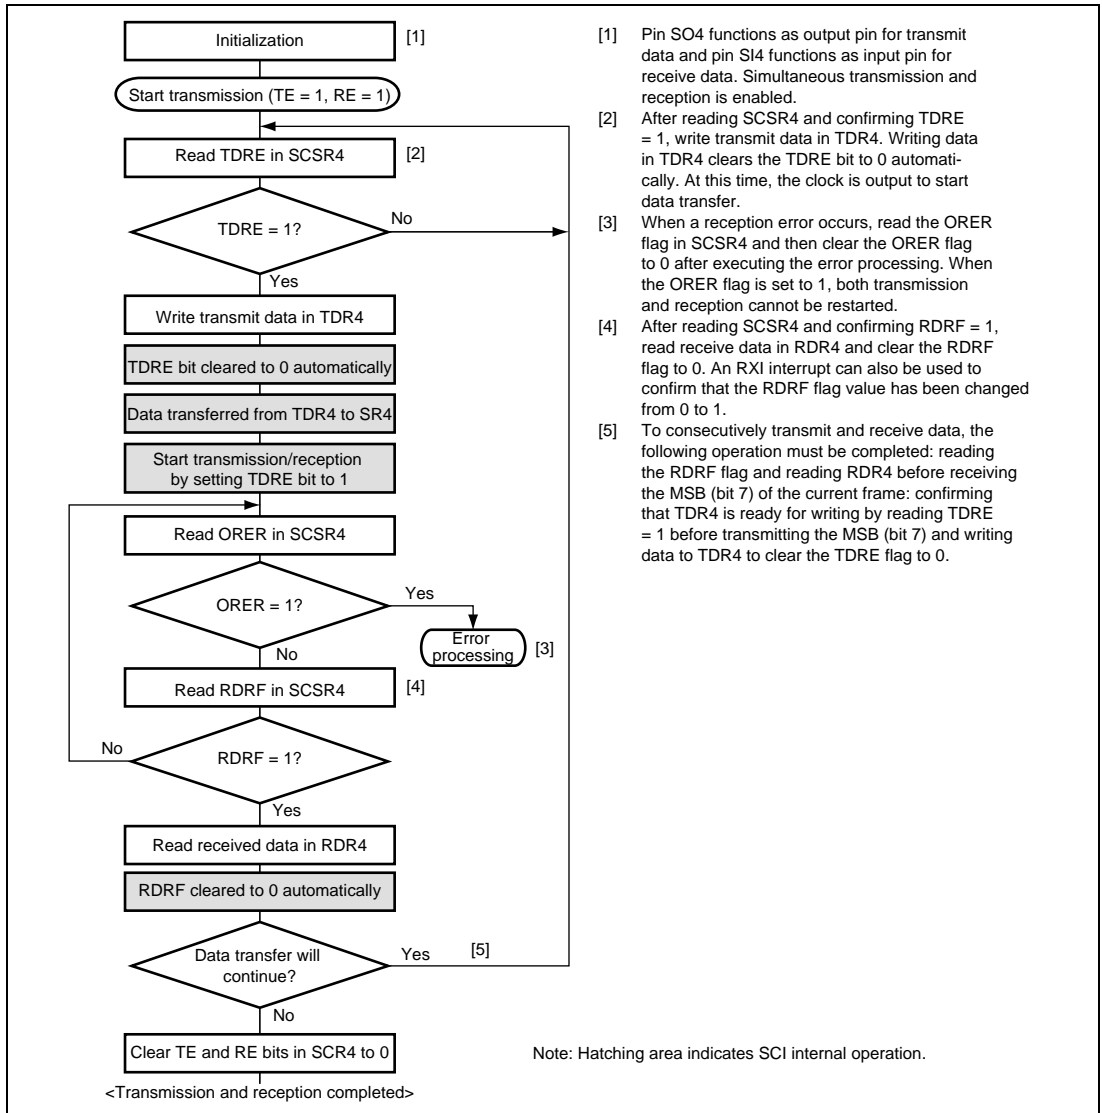 Initialization
[1]
Start transmission (TE = 1, RE = 1)
Read TDRE in SCSR4
[2]
TDRE = 1?
No
Yes
Write transmit data in TDR4
TDRE bit cleared to 0 automatically
Data transferred from TDR4 to SR4
Start transmission/reception
by setting TDRE bit to 1
Read ORER in SCSR4
ORER = 1?
Yes
Error
processing
[3]
No
Read RDRF in SCSR4
[4]
No
RDRF = 1?
Yes
Read received data in RDR4
RDRF cleared to 0 automatically
Data transfer will
continue?
Yes
[5]
No
Clear TE and RE bits in SCR4 to 0
<Transmission and reception completed>
[1] Pin SO4 functions as output pin for transmit
data and pin SI4 functions as input pin for
receive data. Simultaneous transmission and
reception is enabled.
[2] After reading SCSR4 and confirming TDRE
= 1, write transmit data in TDR4. Writing data
in TDR4 clears the TDRE bit to 0 automati-
cally. At this time, the clock is output to start
data transfer.
[3] When a reception error occurs, read the ORER
flag in SCSR4 and then clear the ORER flag
to 0 after executing the error processing. When
the ORER flag is set to 1, both transmission
and reception cannot be restarted.
[4] After reading SCSR4 and confirming RDRF = 1,
read receive data in RDR4 and clear the RDRF
flag to 0. An RXI interrupt can also be used to
confirm that the RDRF flag value has been changed
from 0 to 1.
[5] To consecutively transmit and receive data, the
following operation must be completed: reading
the RDRF flag and reading RDR4 before receiving
the MSB (bit 7) of the current frame: confirming
that TDR4 is ready for writing by reading TDRE
= 1 before transmitting the MSB (bit 7) and writing
data to TDR4 to clear the TDRE flag to 0.
Note: Hatching area indicates SCI internal operation.